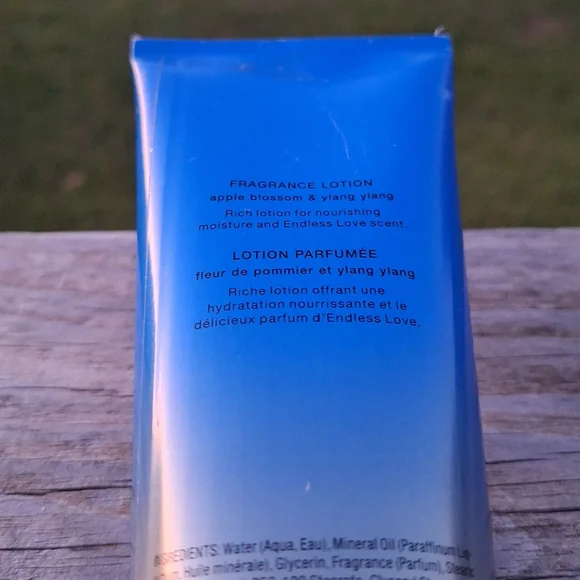 FRAGRANCE LOTION
apple blossom & ylang ylang
Rich lotion for nourishing
moisture and Endless Love scent.
LOTION PARFUMÉE
fleur de pommier et ylang ylang
Riche lotion offrant une
hydratation nourrissante et le
délicieux parfum d'Endless Love.
INGREDIENTS: Water (Aqua, Eau), Mineral Oil (Paraffinum
Huile minérale), Glycerin, Fragrance (Parfum),